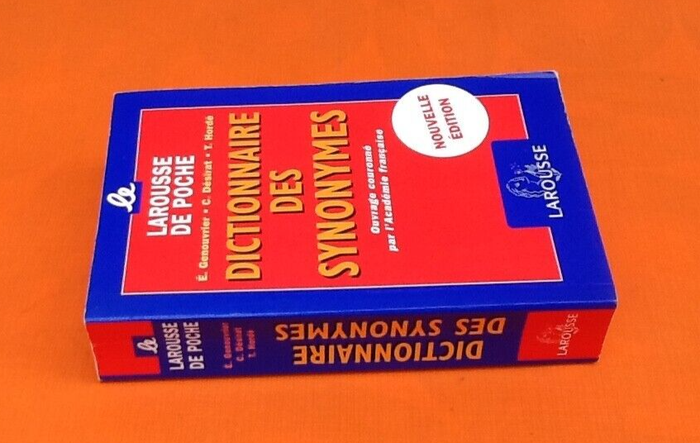 le
LAROUSSE
DE POCHE
É. Genouvrier • C. Désirat • T. Hordé
DICTIONNAIRE
DES
SYNONYMES
Ouvrage couronné
par l'Académie française
NOUVELLE
ÉDITION
LAROUSSE
le
LAROUSSE
DE POCHE
É. Genouvrier
C. Désirat
T. Hordé
DICTIONNAIRE
DES SYNONYMES
LAROUSSE